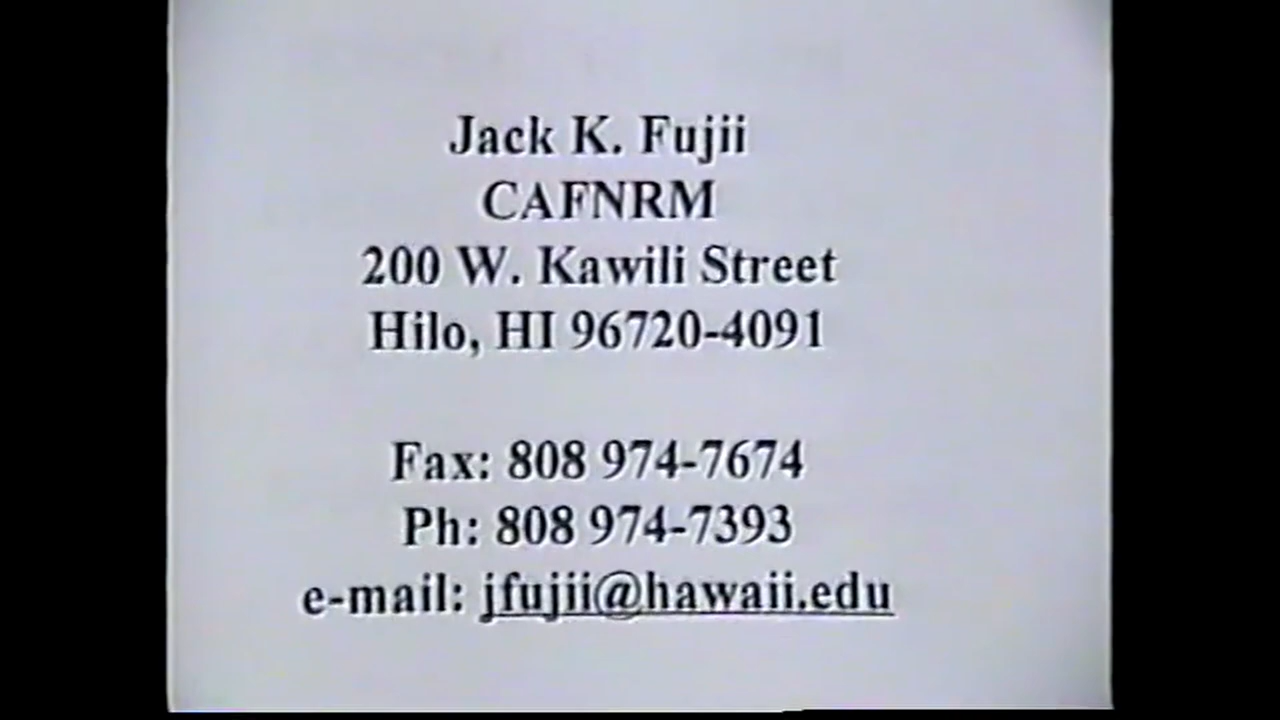 Jack K. Fujii
CAFNRM
200 W. Kawili Street
Hilo, HI 96720-4091
Fax: 808 974-7674
Ph: 808 974-7393
e-mail: jfujii@hawaii.edu